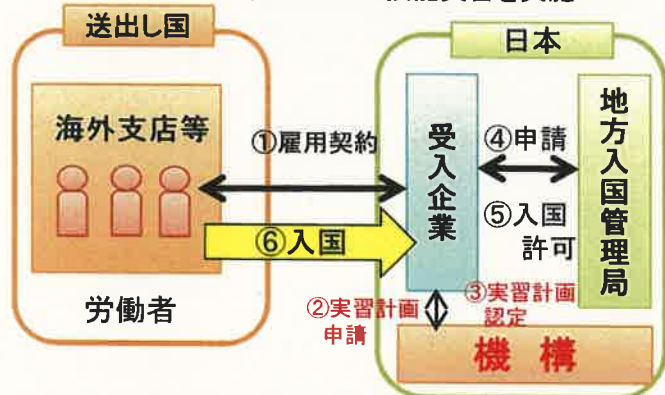 送出し国
日本
海外支店等
①雇用契約
受入企業
④申請
地方入国管理局
⑤入国
許可
⑥入国
労働者
②実習計画
申請
③実習計画
認定
機構